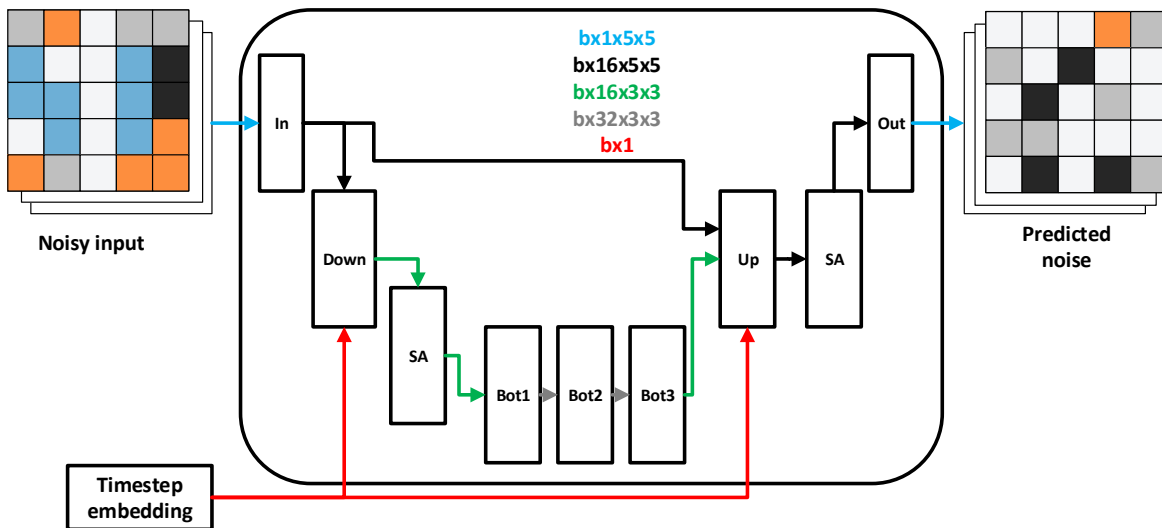 bx1x5x5
bx16x5x5
bx16x3x3
bx32x3x3
bx1
In
Out
Noisy input
Down
Up
SA
Predicted
noise
SA
Bot1
Bot2
Bot3
Timestep
embedding